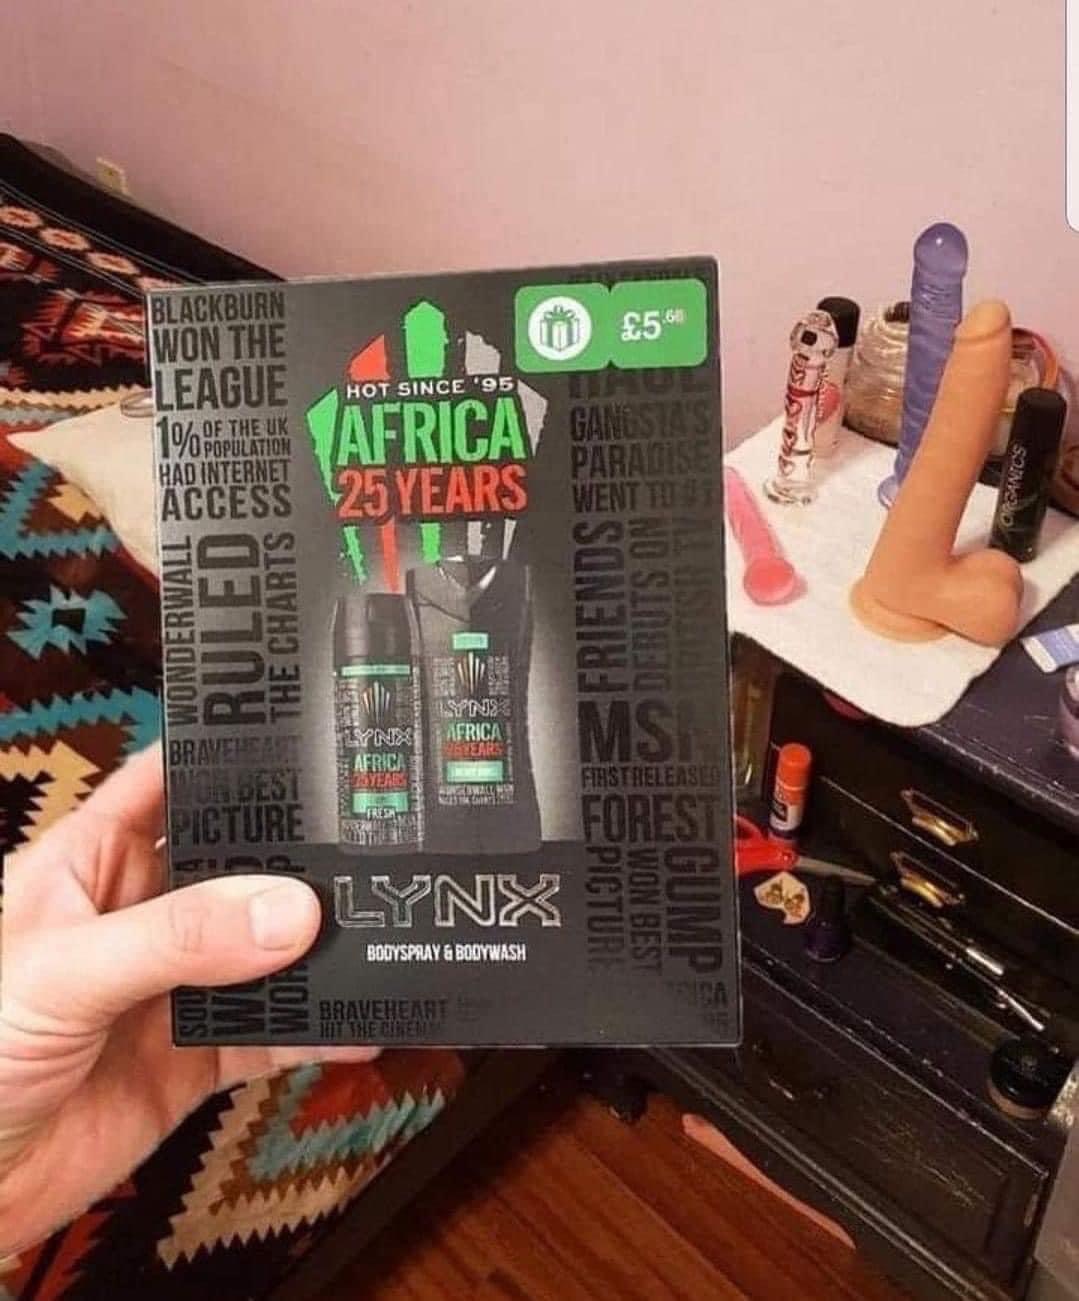 BLACKBURN
WON THE
LEAGUE
1% OF THE UK
POPULATION
HAD INTERNET
ACCESS
WONDERWALL
RULED
THE CHARTS
BRAVEHEART
WON BEST
PICTURE
HOT SINCE '95
AFRICA
25 YEARS
£5.66
GANGSTA'S
PARADISE
WENT TO #1
FRIENDS
DEBUTS ON
MSN
FIRST RELEASED
FOREST
GUMP
WON BEST
PICTURE
LYNX
AFRICA
25 YEARS
FRESH
LYNX
AFRICA
25 YEARS
LYNX
BODYSPRAY & BODYWASH
BRAVEHEART
HIT THE CINEMA
ORGANICS